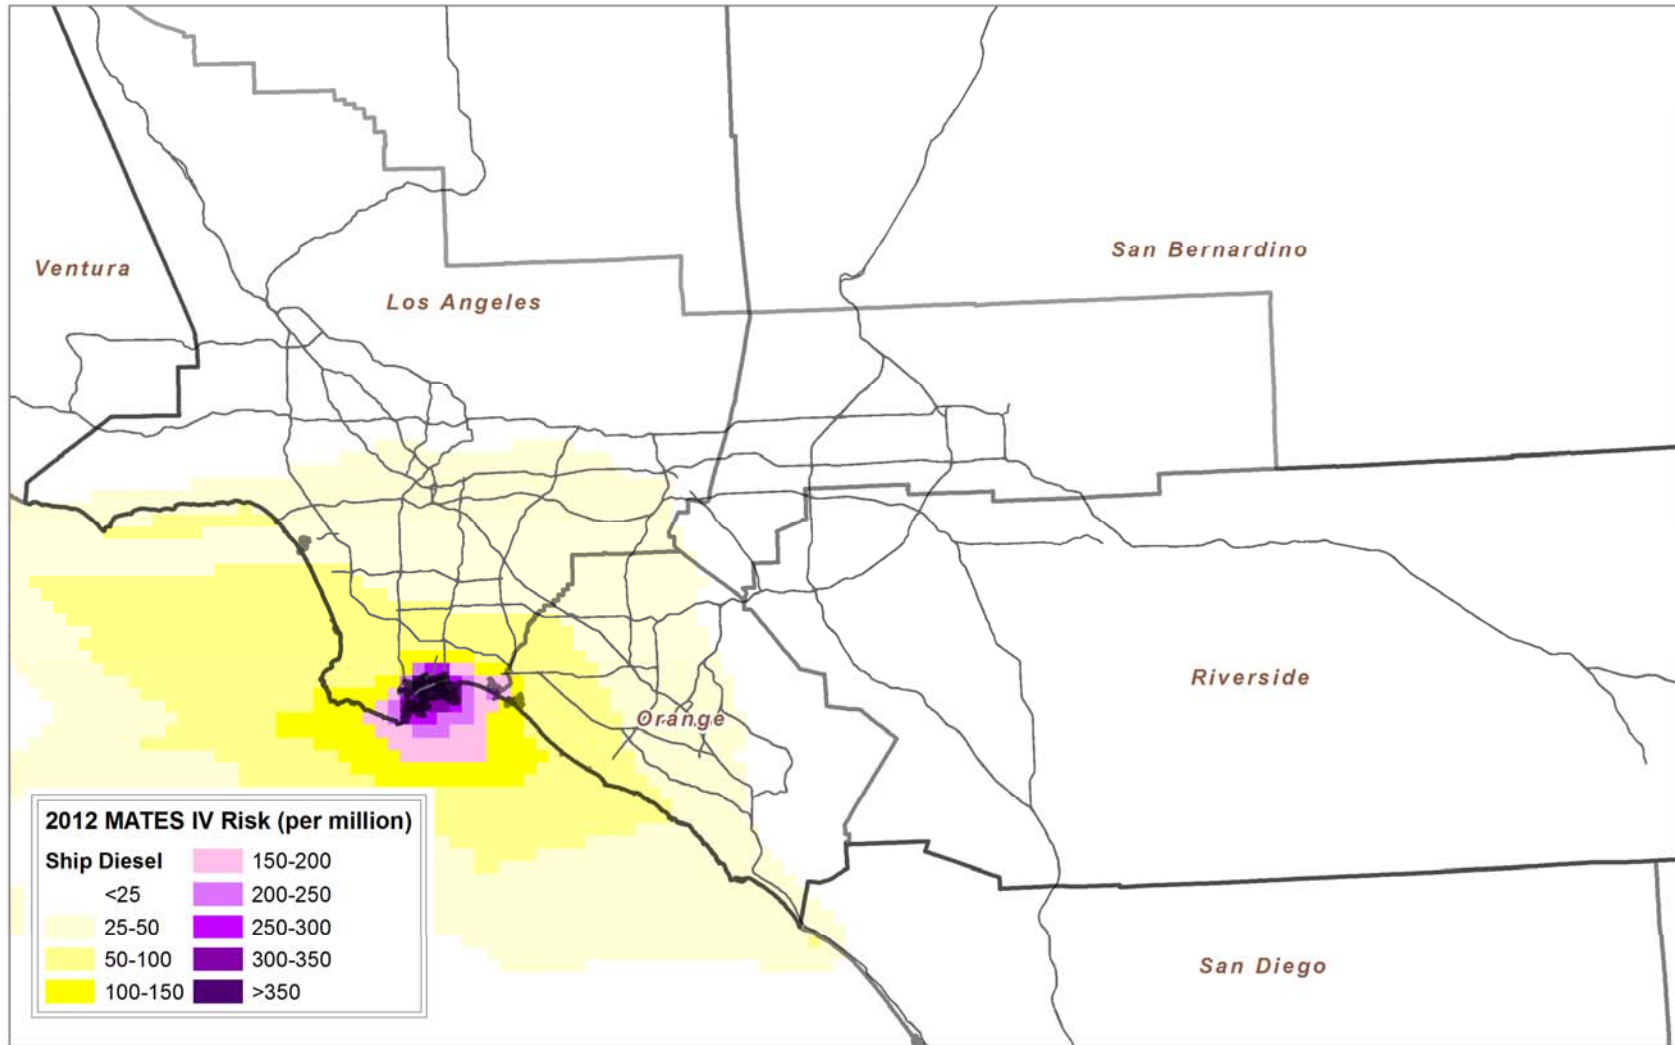 San Bernardino
Ventura
Los Angeles
Riverside
Orange
2012 MATES IV Risk (per million)
Ship Diesel
<25
25-50
50-100
100-150
150-200
200-250
250-300
300-350
>350
San Diego